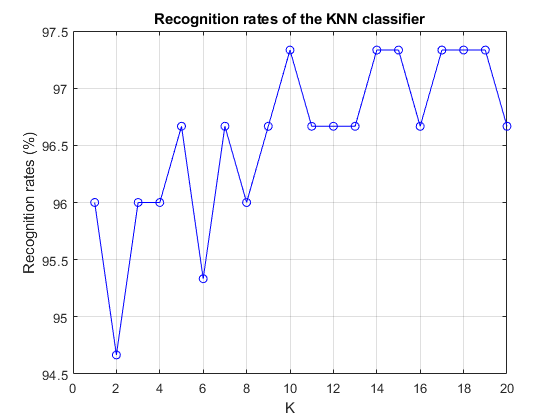 Recognition rates of the KNN classifier
97.5
97
96.5
96
95.5
95
94.5
Recognition rates (%)
0 2 4 6 8 10 12 14 16 18 20
K